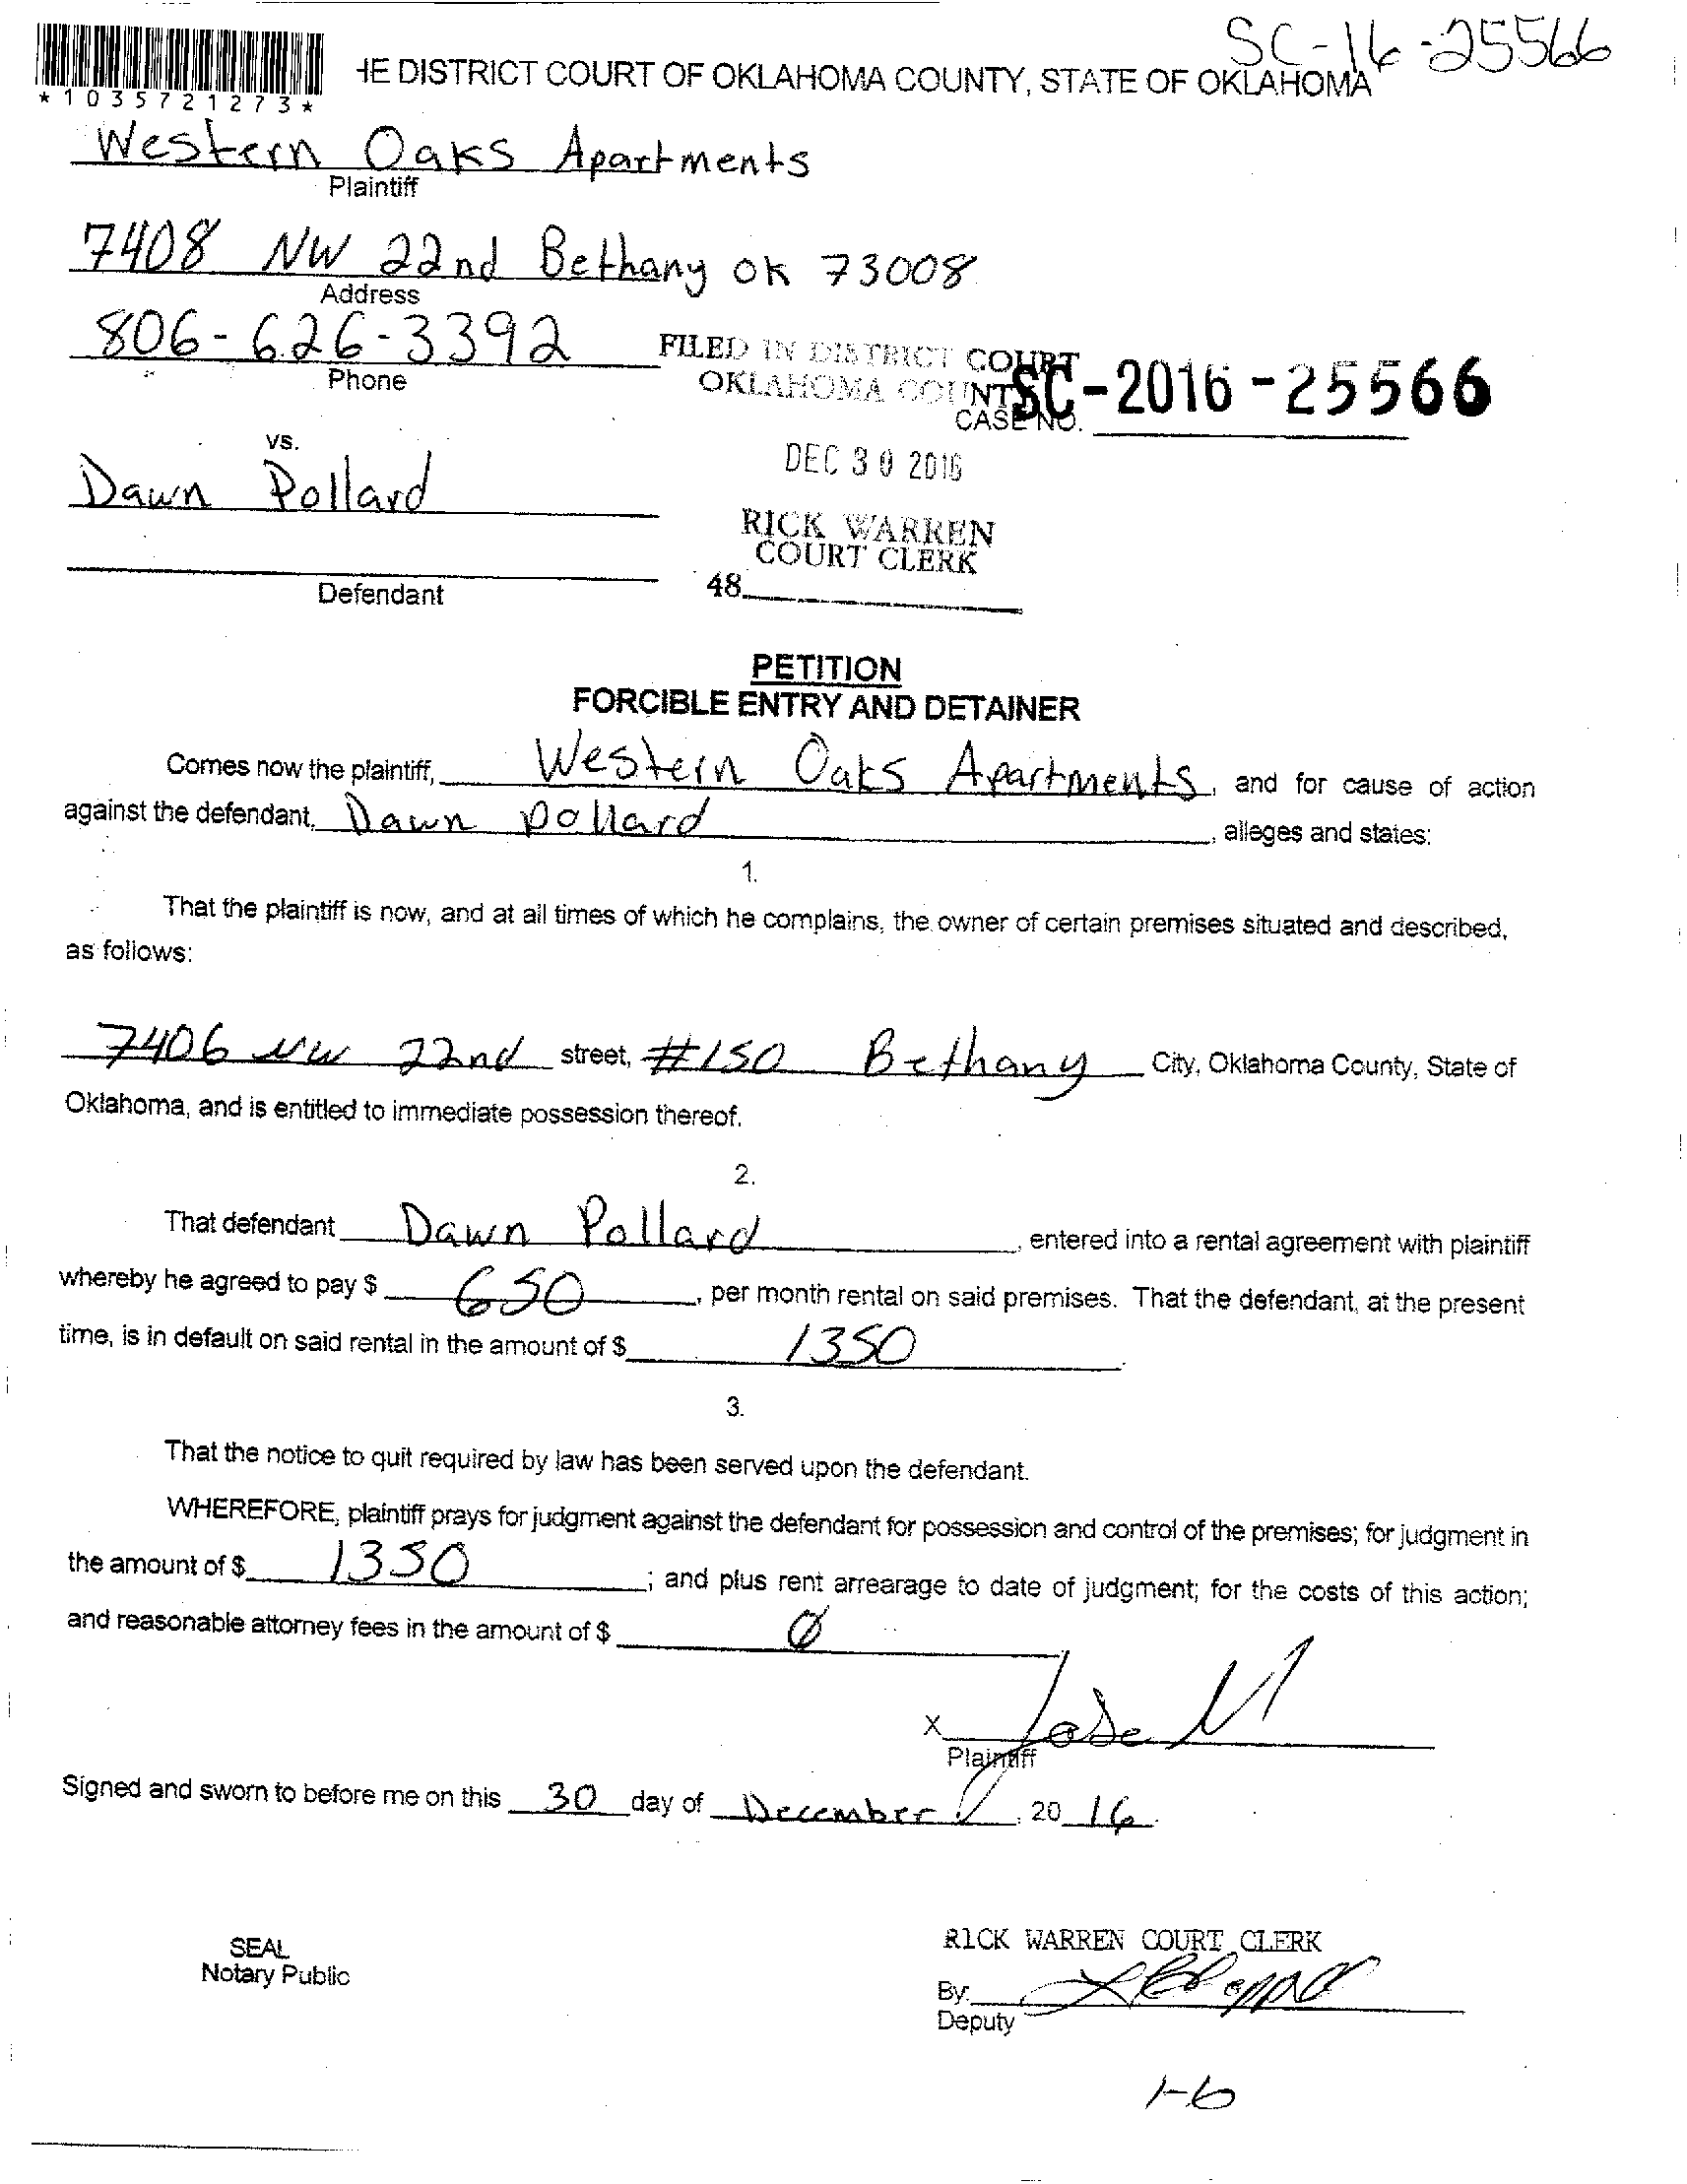 SC-16-25566
*1035721273*
HE DISTRICT COURT OF OKLAHOMA COUNTY, STATE OF OKLAHOMA
Western Oaks Apartments
Plaintiff
7408 NW 22nd Bethany OK 73008
Address
806-626-3392
Phone
FILED IN DISTRICT COURT
OKLAHOMA COUNTY
SC-2016-25566
CASE NO.
vs.
DEC 30 2016
Dawn Pollard
RICK WARREN
COURT CLERK
48
Defendant
PETITION
FORCIBLE ENTRY AND DETAINER
Comes now the plaintiff, Western Oaks Apartments, and for cause of action
against the defendant, Dawn Pollard, alleges and states:
1.
That the plaintiff is now, and at all times of which he complains, the owner of certain premises situated and described,
as follows:
7406 NW 22nd street, #150 Bethany City, Oklahoma County, State of
Oklahoma, and is entitled to immediate possession thereof.
2.
That defendant Dawn Pollard, entered into a rental agreement with plaintiff
whereby he agreed to pay $ 650, per month rental on said premises. That the defendant, at the present
time, is in default on said rental in the amount of $ 1350.
3.
That the notice to quit required by law has been served upon the defendant.
WHEREFORE, plaintiff prays for judgment against the defendant for possession and control of the premises; for judgment in
the amount of $ 1350; and plus rent arrearage to date of judgment; for the costs of this action;
and reasonable attorney fees in the amount of $ Ø
X Jose M
Plaintiff
Signed and sworn to before me on this 30 day of December, 20 16.
SEAL
Notary Public
RICK WARREN COURT CLERK
By:
Deputy
1-6